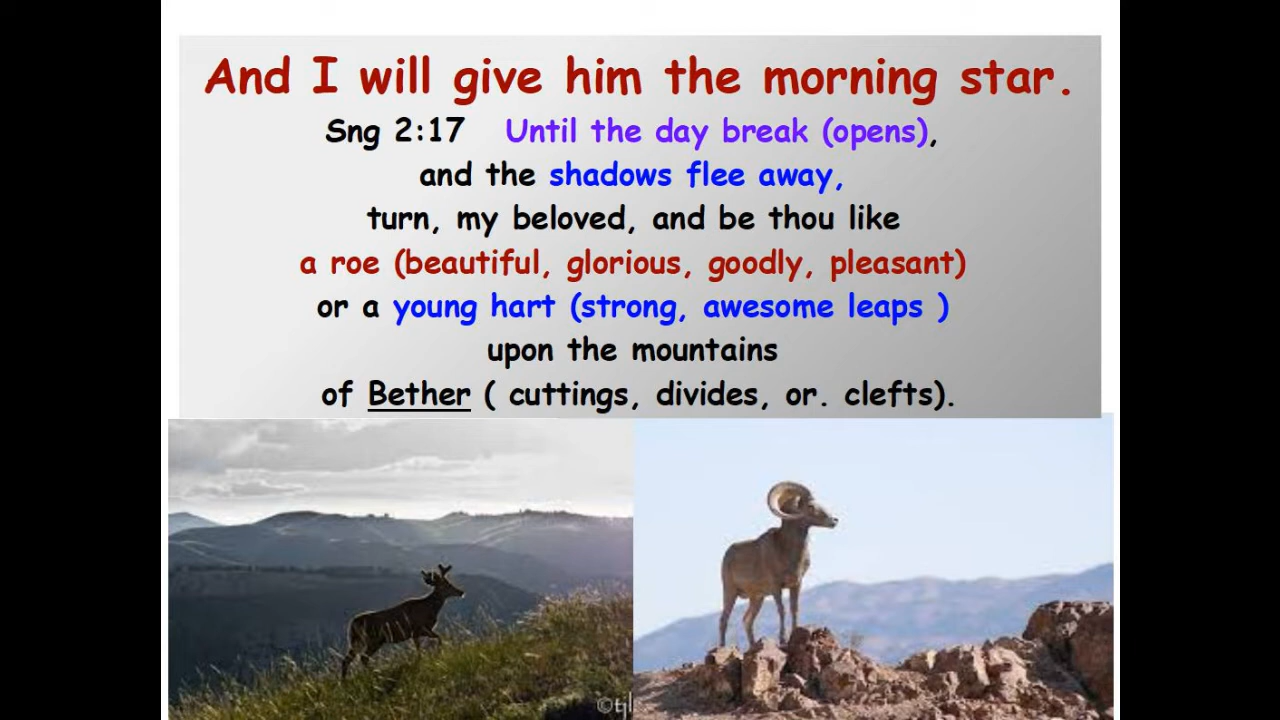 And I will give him the morning star.
Sng 2:17 Until the day break (opens),
and the shadows flee away,
turn, my beloved, and be thou like
a roe (beautiful, glorious, goodly, pleasant)
or a young hart (strong, awesome leaps )
upon the mountains
of Bether ( cuttings, divides, or. clefts).